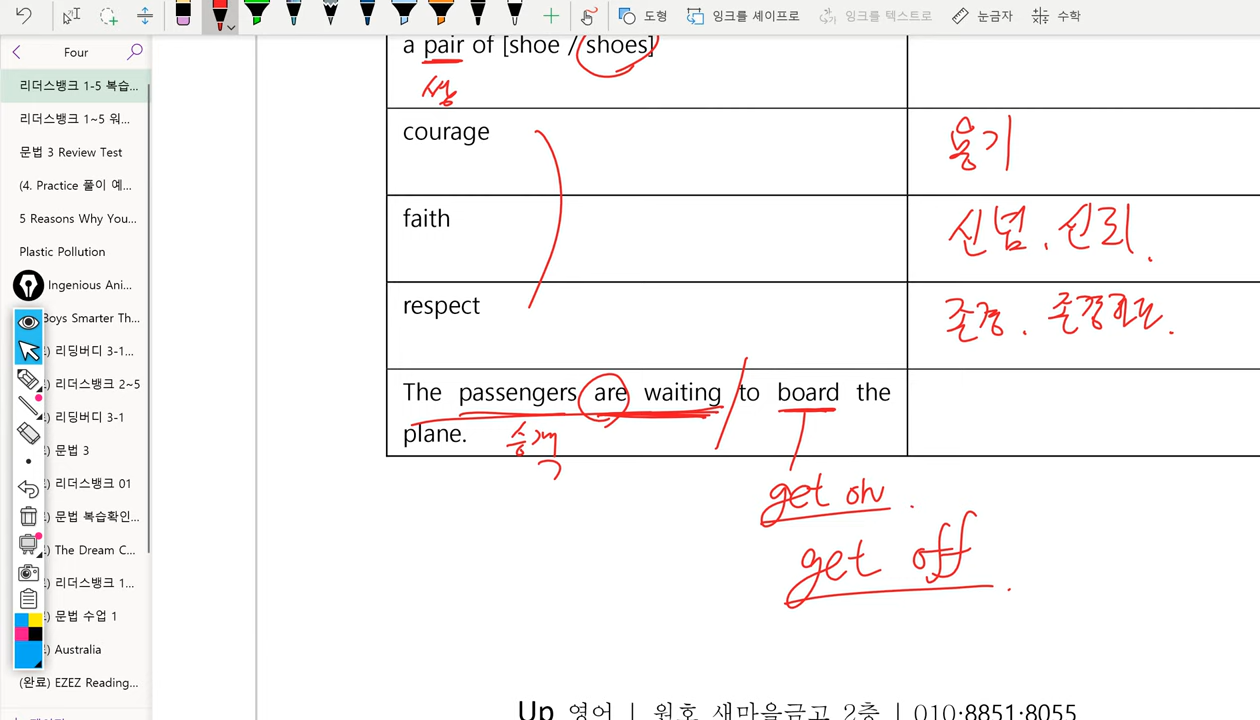 도형
잉크를 셰이프로
잉크를 텍스트로
눈금자
수학
Four
리더스뱅크 1-5 복습...
리더스뱅크 1~5 워...
문법 3 Review Test
(4. Practice 풀이 예...
5 Reasons Why You...
Plastic Pollution
Ingenious Ani...
Boys Smarter Th...
) 리딩버디 3-1...
) 리더스뱅크 2~5
) 리딩버디 3-1
) 문법 3
) 리더스뱅크 01
) 문법 복습확인...
) The Dream C...
) 리더스뱅크 1...
) 문법 수업 1
) Australia
(완료) EZEZ Reading...
a pair of [shoe / shoes]
쌍
courage
용기
faith
신념, 신뢰.
respect
존경, 존경하다.
The passengers are waiting to board the
plane.
승객
get on.
get off.
Up 영어 | 원호 새마을금고 2층 | 010·8851·8055